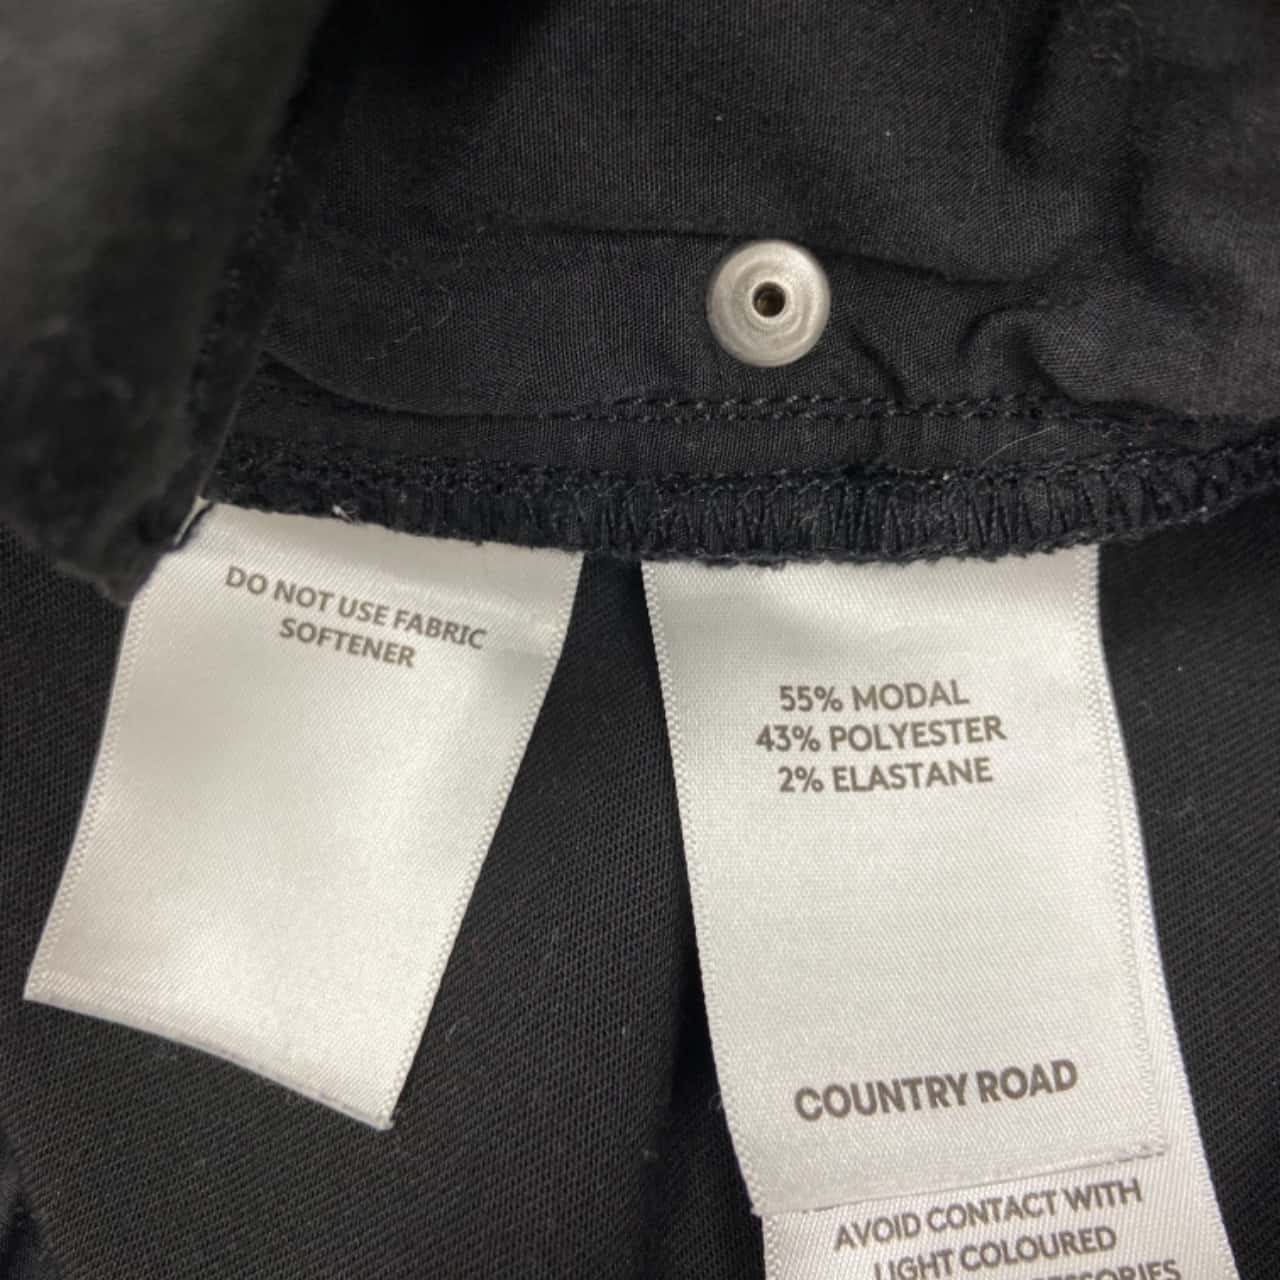 DO NOT USE FABRIC
SOFTENER
55% MODAL
43% POLYESTER
2% ELASTANE
COUNTRY ROAD
AVOID CONTACT WITH
LIGHT COLOURED